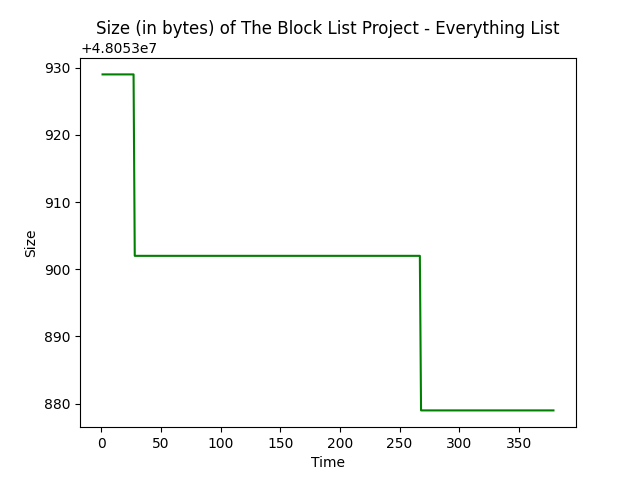 Size (in bytes) of The Block List Project - Everything List
+4.8053e7
930
920
910
900
890
880
Size
0 50 100 150 200 250 300 350
Time